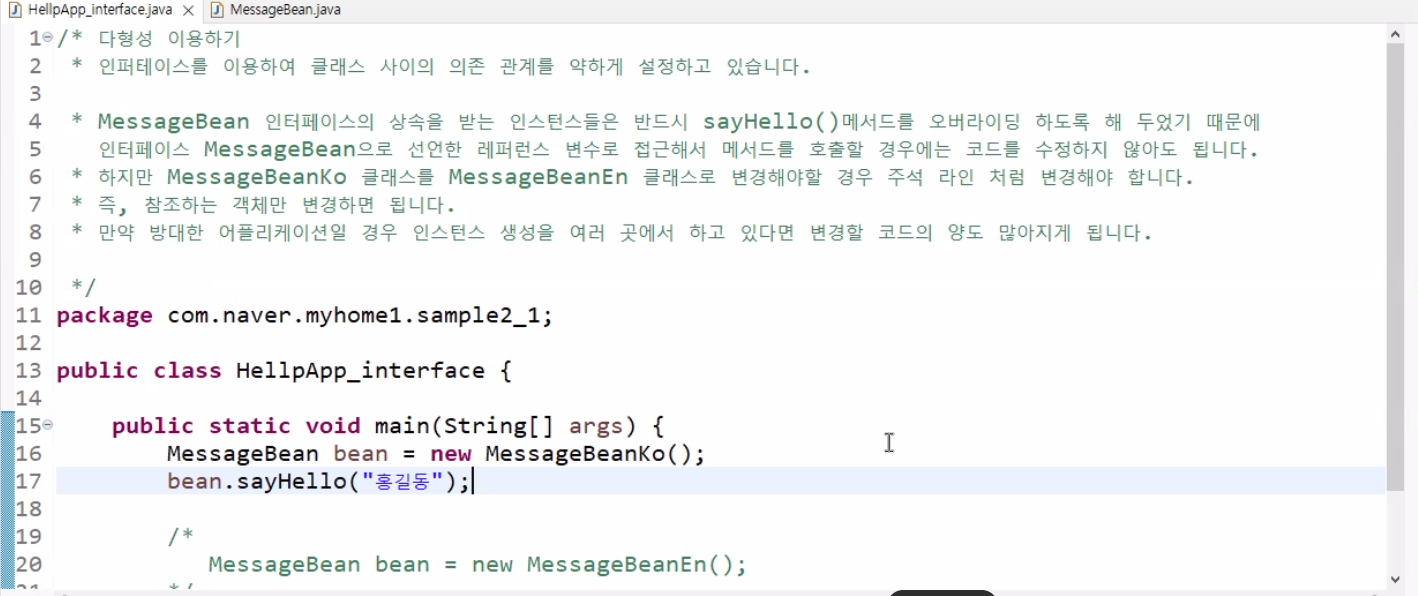 HellpApp_interface.java MessageBean.java
1 /* 다형성 이용하기
2 * 인퍼테이스를 이용하여 클래스 사이의 의존 관계를 약하게 설정하고 있습니다.
3
4 * MessageBean 인터페이스의 상속을 받는 인스턴스들은 반드시 sayHello()메서드를 오버라이딩 하도록 해 두었기 때문에
5 인터페이스 MessageBean으로 선언한 레퍼런스 변수로 접근해서 메서드를 호출할 경우에는 코드를 수정하지 않아도 됩니다.
6 * 하지만 MessageBeanKo 클래스를 MessageBeanEn 클래스로 변경해야할 경우 주석 라인 처럼 변경해야 합니다.
7 * 즉, 참조하는 객체만 변경하면 됩니다.
8 * 만약 방대한 어플리케이션일 경우 인스턴스 생성을 여러 곳에서 하고 있다면 변경할 코드의 양도 많아지게 됩니다.
9
10 */
11 package com.naver.myhome1.sample2_1;
12
13 public class HellpApp_interface {
14
15 public static void main(String[] args) {
16 MessageBean bean = new MessageBeanKo();
17 bean.sayHello("홍길동");
18
19 /*
20 MessageBean bean = new MessageBeanEn();
21 */